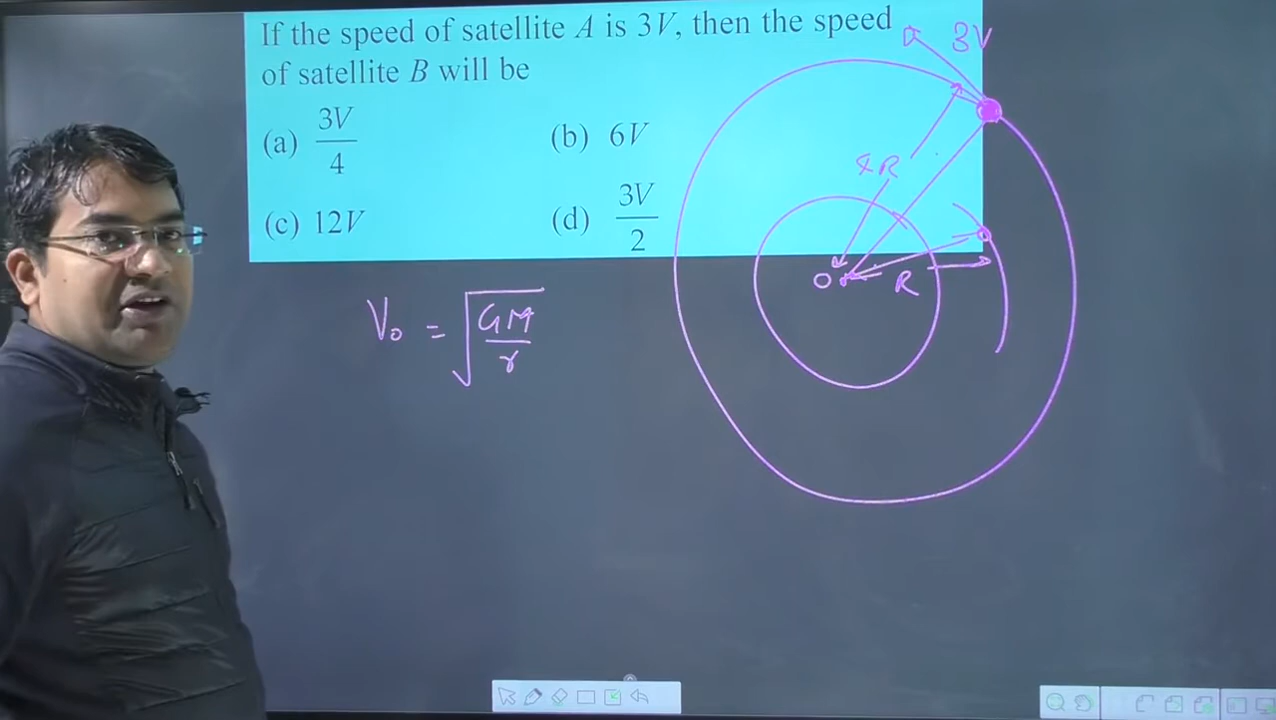 If the speed of satellite A is 3V, then the speed
of satellite B will be
(a) 3V/4
(b) 6V
(c) 12V
(d) 3V/2
3V
4R
O
R
V₀ = √(GM/r)